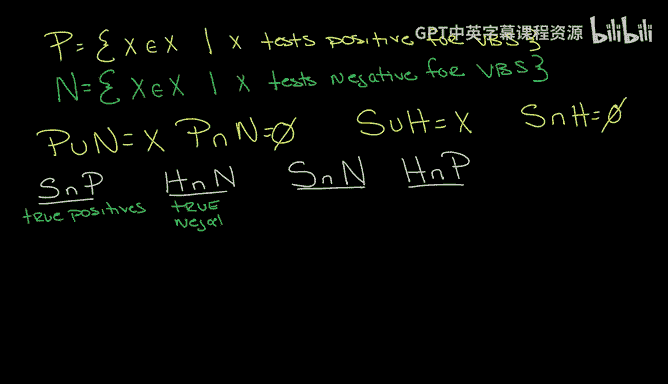 GPT中英字幕课程资源 bilibili
P = { x ∈ X | x tests positive for VBS }
N = { x ∈ X | x tests negative for VBS }
P ∪ N = X P ∩ N = ∅ S ∪ H = X S ∩ H = ∅
S ∩ P H ∩ N S ∩ N H ∩ P
true positives TRUE
negal